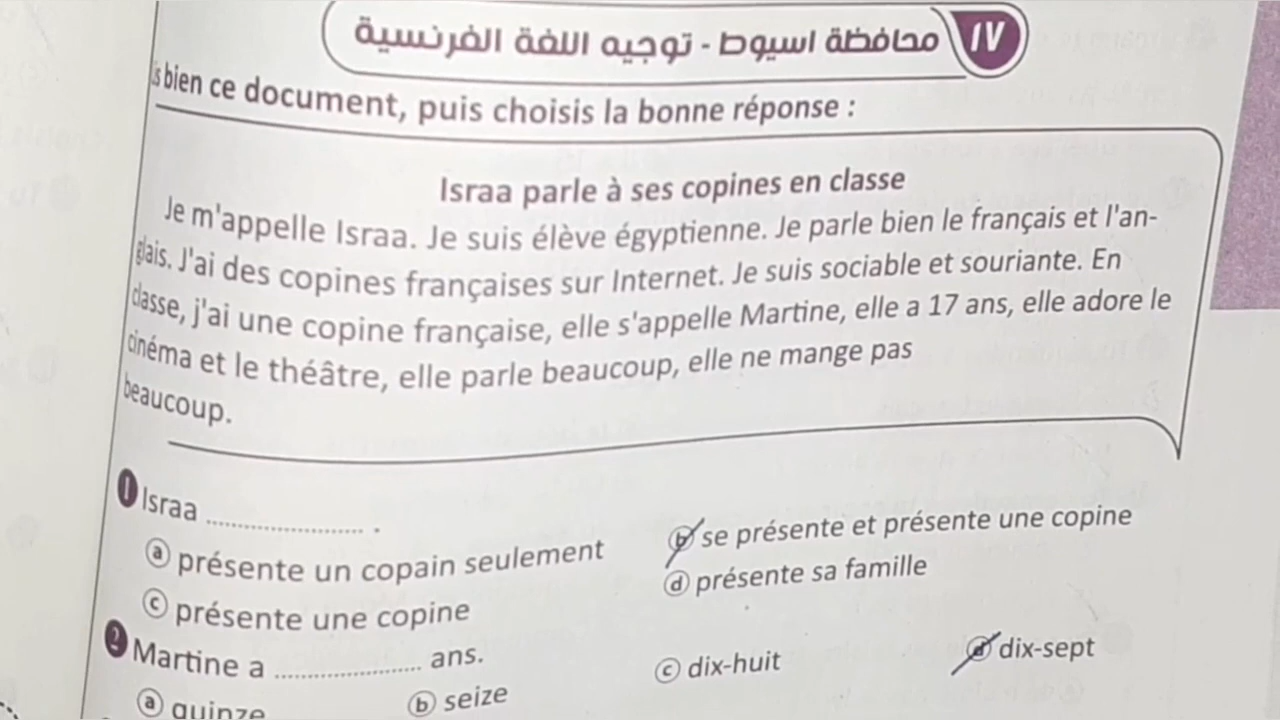 ١٧ محافظة اسيوط - توجيه اللغة الفرنسية
bien ce document, puis choisis la bonne réponse :
Israa parle à ses copines en classe
Je m'appelle Israa. Je suis élève égyptienne. Je parle bien le français et l'an-
glais. J'ai des copines françaises sur Internet. Je suis sociable et souriante. En
classe, j'ai une copine française, elle s'appelle Martine, elle a 17 ans, elle adore le
cinéma et le théâtre, elle parle beaucoup, elle ne mange pas
beaucoup.
1 Israa .................... .
a présente un copain seulement b se présente et présente une copine
c présente une copine d présente sa famille
2 Martine a .................... ans.
a quinze b seize c dix-huit d dix-sept